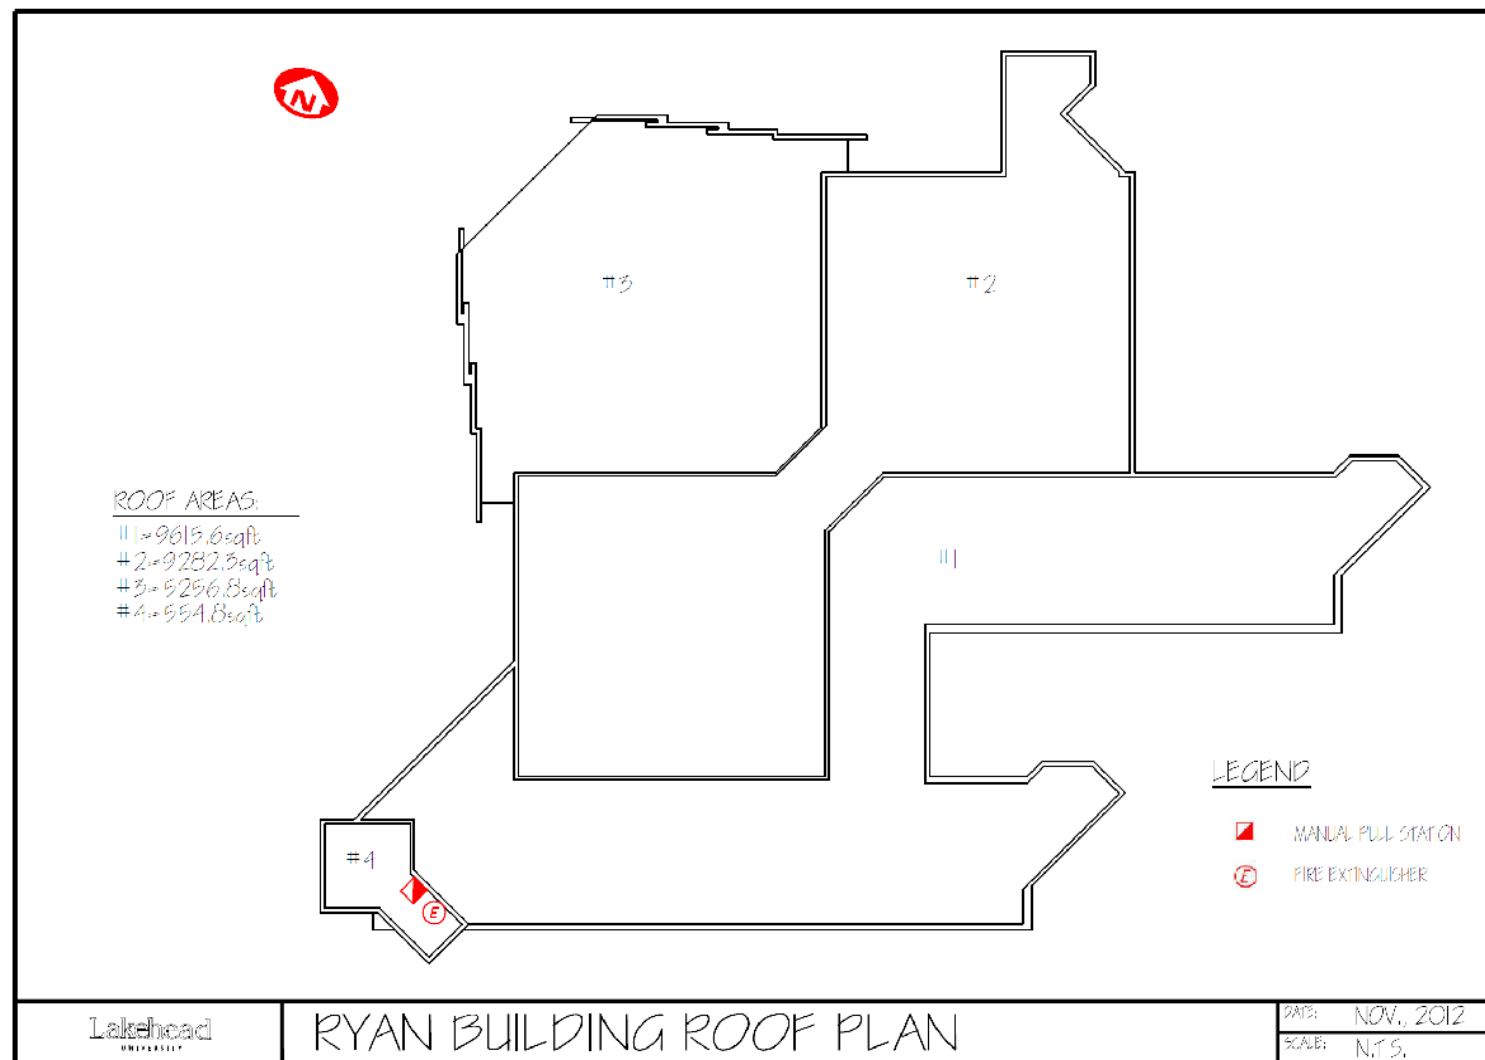 N
#3
#2
ROOF AREAS:
#1=9615.6sqft
#2=9282.3sqft
#3=5256.8sqft
#4=554.8sqft
#1
LEGEND
MANUAL PULL STATION
#4
E FIRE EXTINGUISHER
E
Lakehead
UNIVERSITY
RYAN BUILDING ROOF PLAN
DATE: NOV., 2012
SCALE: N.T.S.